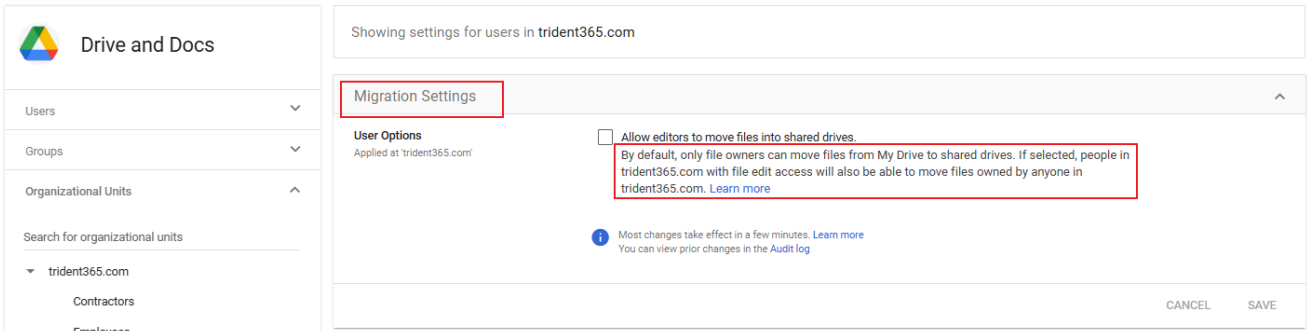 Drive and Docs
Users
Groups
Organizational Units
Search for organizational units
trident365.com
Contractors
Employees
Showing settings for users in trident365.com
Migration Settings
User Options
Applied at 'trident365.com'
Allow editors to move files into shared drives.
By default, only file owners can move files from My Drive to shared drives. If selected, people in
trident365.com with file edit access will also be able to move files owned by anyone in
trident365.com. Learn more
Most changes take effect in a few minutes. Learn more
You can view prior changes in the Audit log
CANCEL SAVE